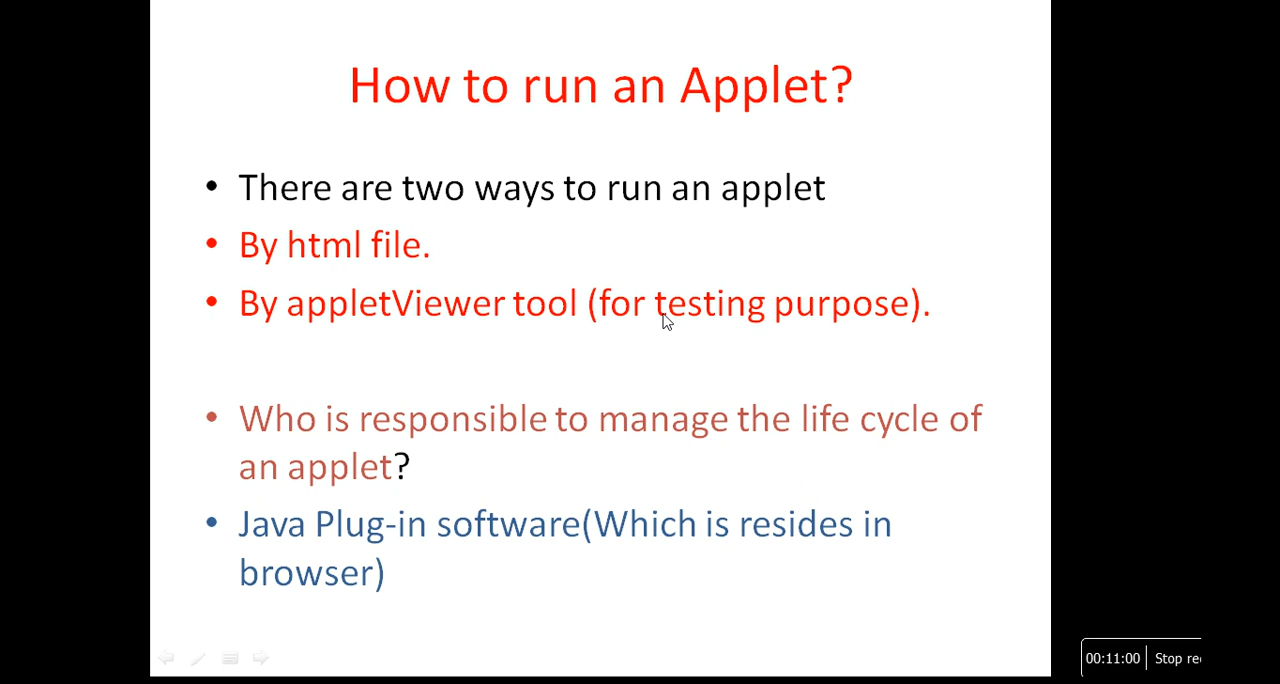 How to run an Applet?
• There are two ways to run an applet
• By html file.
• By appletViewer tool (for testing purpose).
• Who is responsible to manage the life cycle of
an applet?
• Java Plug-in software(Which is resides in
browser)
00:11:00 Stop re